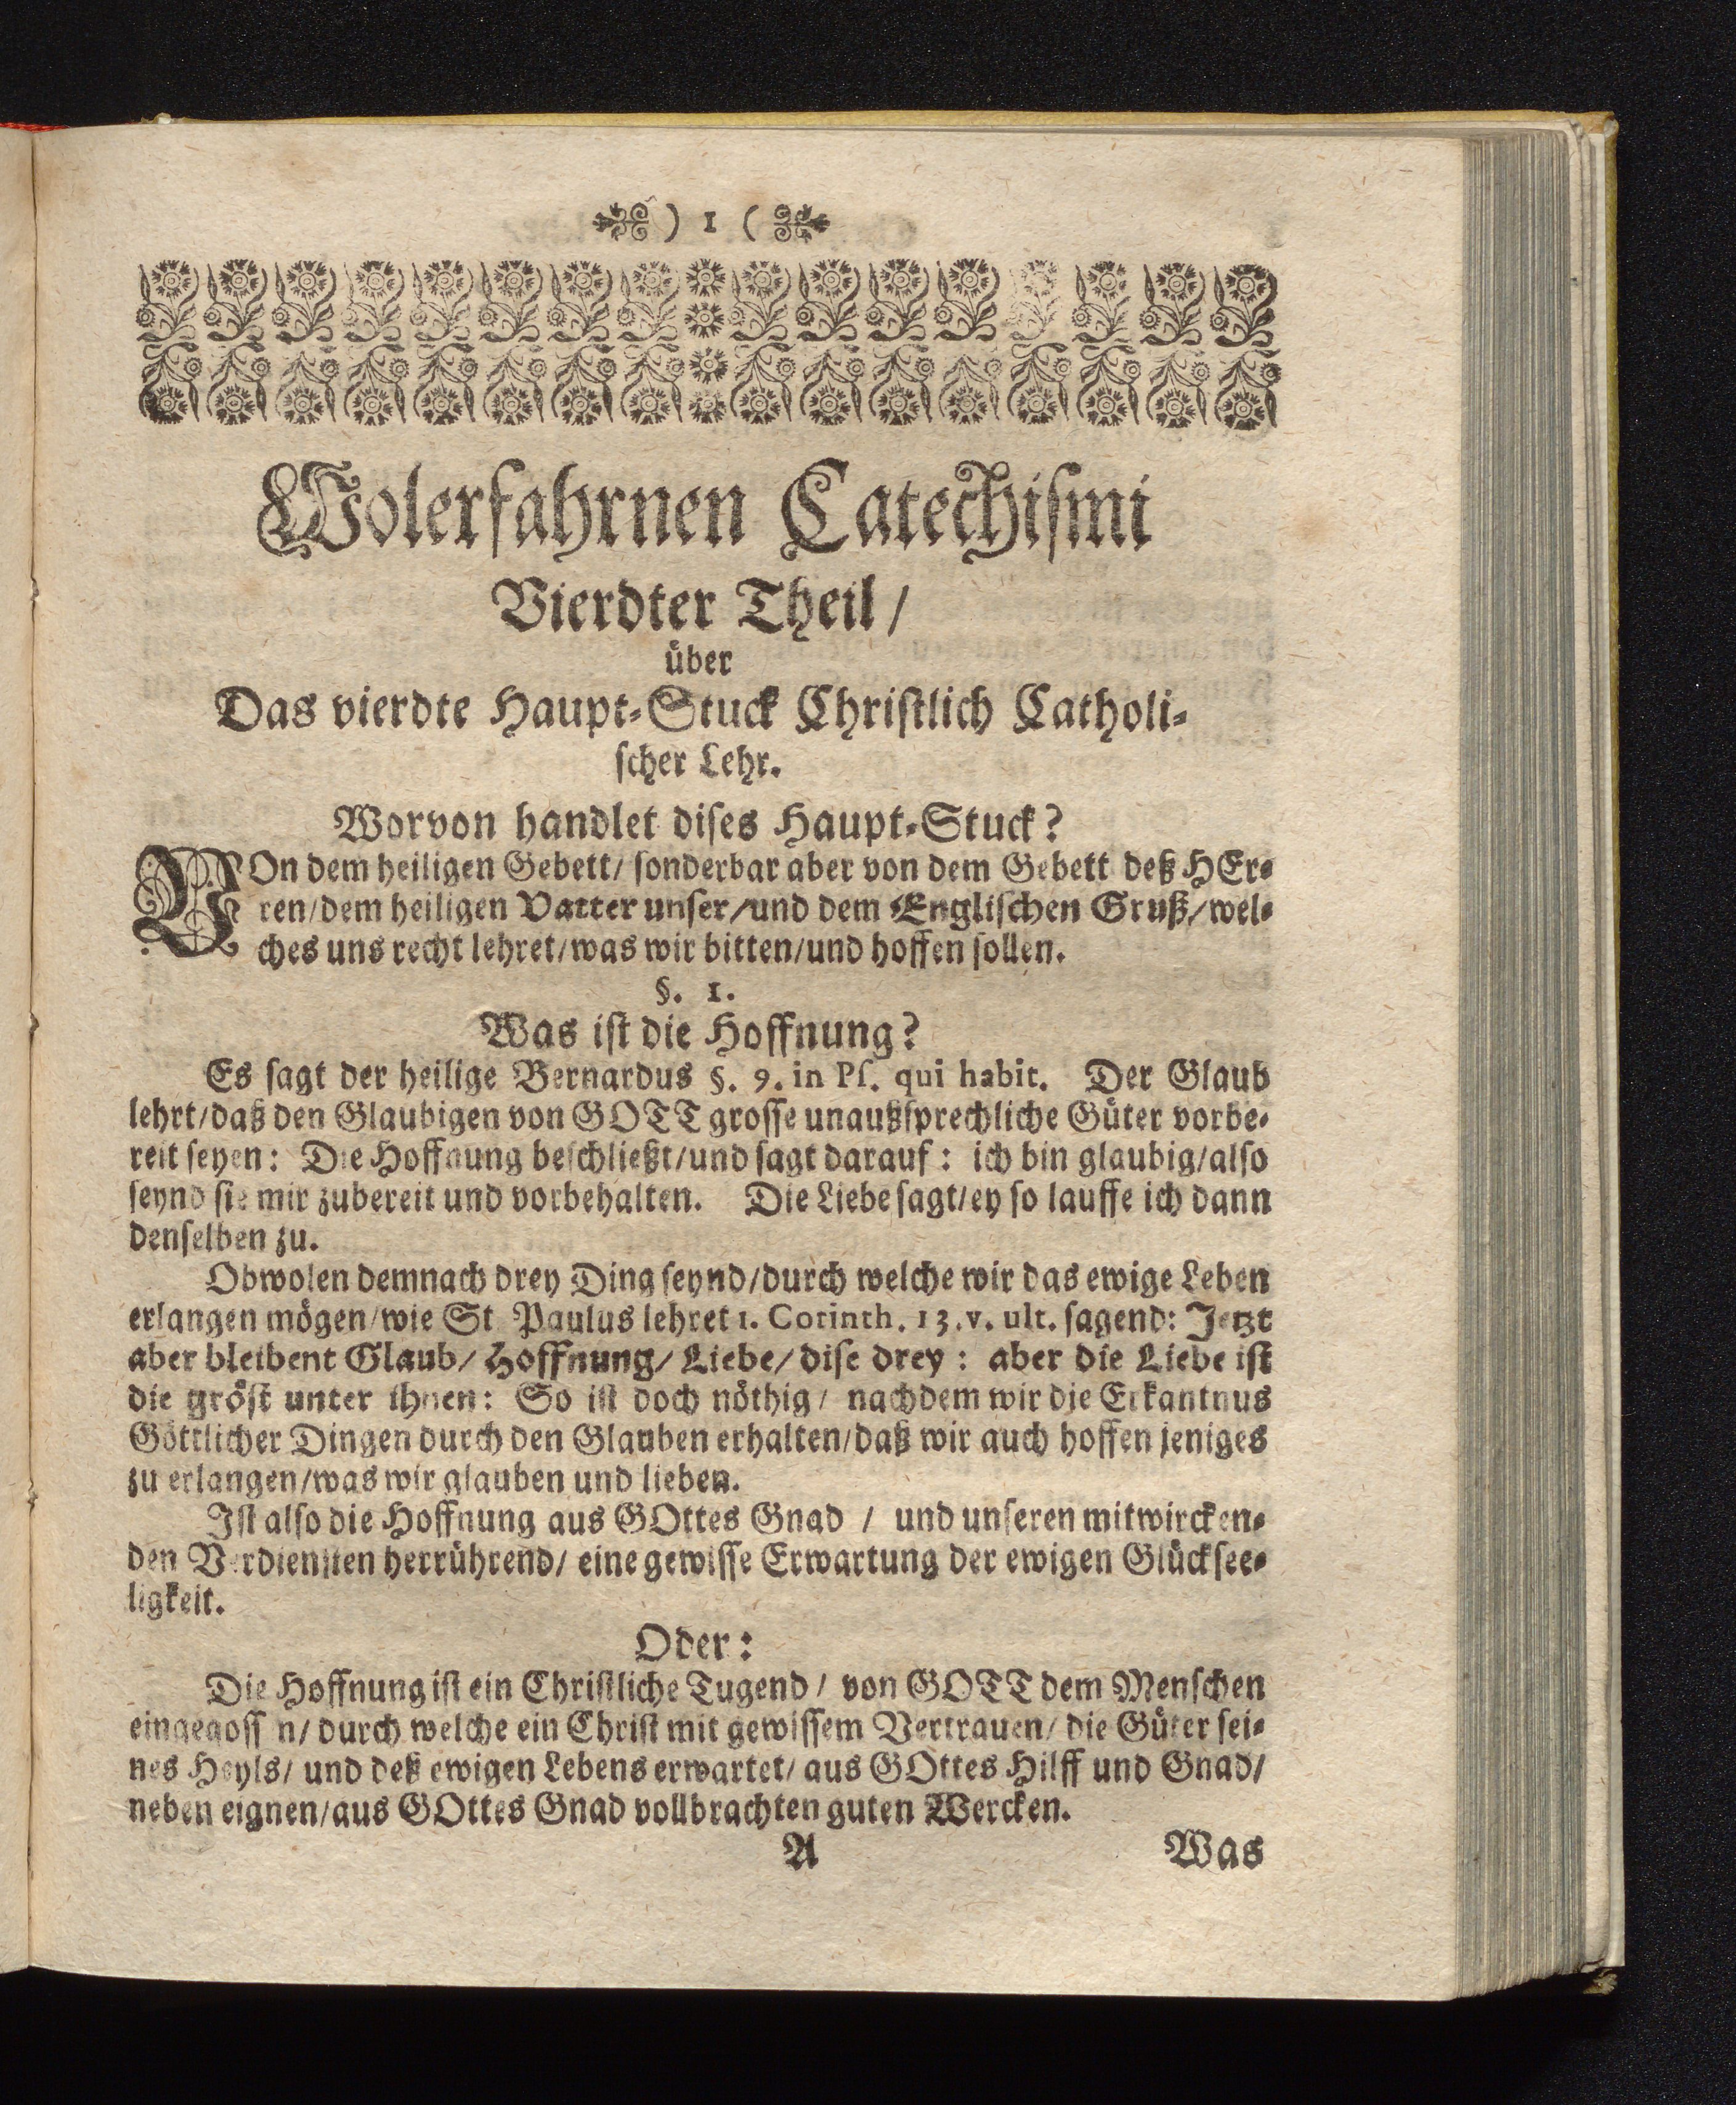 ) 1 (
Wolerfahrnen Catechiſmi
Vierdter Theil/
über
Das vierdte Haupt-Stuck Chriſtlich Catholi-
ſcher Lehr.
Worvon handlet diſes Haupt-Stuck?
VOn dem heiligen Gebett/ ſonderbar aber von dem Gebett deß HEr-
ren/dem heiligen Vatter unſer/und dem Engliſchen Gruß/wel-
ches uns recht lehret/was wir bitten/und hoffen ſollen.
§. 1.
Was iſt die Hoffnung?
Es ſagt der heilige Bernardus §. 9. in Pſ. qui habit. Der Glaub
lehrt/daß den Glaubigen von GOTT groſſe unaußſprechliche Güter vorbe-
reit ſeyen: Die Hoffnung beſchließt/und ſagt darauf: ich bin glaubig/alſo
ſeynd ſie mir zubereit und vorbehalten. Die Liebe ſagt/ey ſo lauffe ich dann
denſelben zu.
Obwolen demnach drey Ding ſeynd/durch welche wir das ewige Leben
erlangen mögen/wie St. Paulus lehret 1. Corinth. 13.v. ult. ſagend: Jetzt
aber bleibent Glaub/ Hoffnung/ Liebe/ diſe drey: aber die Liebe iſt
die gröſt unter ihnen: So iſt doch nöthig/ nachdem wir die Erkantnus
Göttlicher Dingen durch den Glauben erhalten/daß wir auch hoffen jeniges
zu erlangen/was wir glauben und lieben.
Iſt alſo die Hoffnung aus GOttes Gnad / und unſeren mitwircken-
den Verdienſten herrührend/ eine gewiſſe Erwartung der ewigen Glückſee-
ligkeit.
Oder:
Die Hoffnung iſt ein Chriſtliche Tugend/ von GOTT dem Menſchen
eingegoſſ n/ durch welche ein Chriſt mit gewiſſem Vertrauen/ die Güter ſei-
nes Heyls/ und deß ewigen Lebens erwartet/ aus GOttes Hilff und Gnad/
neben eignen/aus GOttes Gnad vollbrachten guten Wercken.
A Was